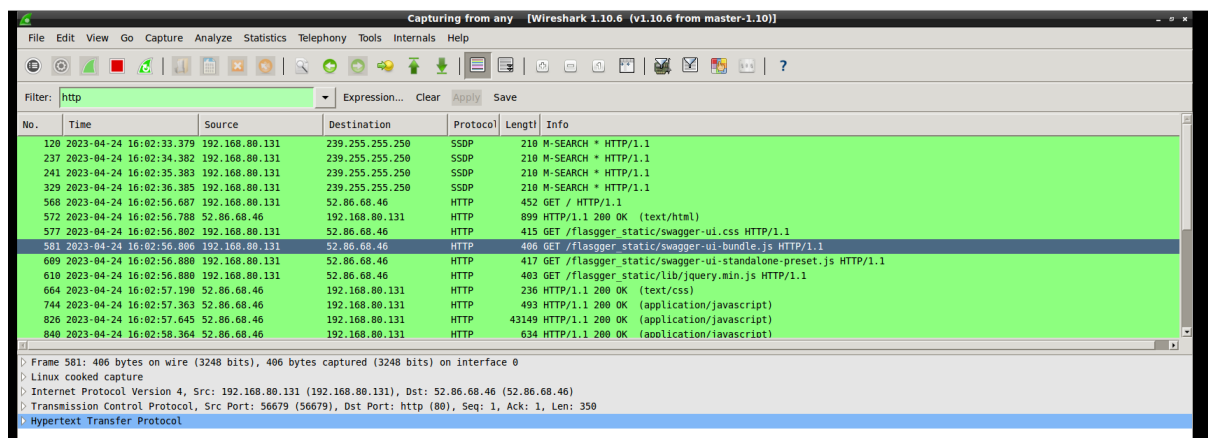 Capturing from any [Wireshark 1.10.6 (v1.10.6 from master-1.10)]
File Edit View Go Capture Analyze Statistics Telephony Tools Internals Help
Filter: http Expression... Clear Apply Save
No. Time Source Destination Protocol Length Info
120 2023-04-24 16:02:33.379 192.168.80.131 239.255.255.250 SSDP 210 M-SEARCH * HTTP/1.1
237 2023-04-24 16:02:34.382 192.168.80.131 239.255.255.250 SSDP 210 M-SEARCH * HTTP/1.1
241 2023-04-24 16:02:35.383 192.168.80.131 239.255.255.250 SSDP 210 M-SEARCH * HTTP/1.1
329 2023-04-24 16:02:36.385 192.168.80.131 239.255.255.250 SSDP 210 M-SEARCH * HTTP/1.1
568 2023-04-24 16:02:56.687 192.168.80.131 52.86.68.46 HTTP 452 GET / HTTP/1.1
572 2023-04-24 16:02:56.788 52.86.68.46 192.168.80.131 HTTP 899 HTTP/1.1 200 OK (text/html)
577 2023-04-24 16:02:56.802 192.168.80.131 52.86.68.46 HTTP 415 GET /flasgger_static/swagger-ui.css HTTP/1.1
581 2023-04-24 16:02:56.806 192.168.80.131 52.86.68.46 HTTP 406 GET /flasgger_static/swagger-ui-bundle.js HTTP/1.1
609 2023-04-24 16:02:56.880 192.168.80.131 52.86.68.46 HTTP 417 GET /flasgger_static/swagger-ui-standalone-preset.js HTTP/1.1
610 2023-04-24 16:02:56.880 192.168.80.131 52.86.68.46 HTTP 403 GET /flasgger_static/lib/jquery.min.js HTTP/1.1
664 2023-04-24 16:02:57.190 52.86.68.46 192.168.80.131 HTTP 236 HTTP/1.1 200 OK (text/css)
744 2023-04-24 16:02:57.363 52.86.68.46 192.168.80.131 HTTP 493 HTTP/1.1 200 OK (application/javascript)
826 2023-04-24 16:02:57.645 52.86.68.46 192.168.80.131 HTTP 43149 HTTP/1.1 200 OK (application/javascript)
840 2023-04-24 16:02:58.364 52.86.68.46 192.168.80.131 HTTP 634 HTTP/1.1 200 OK (application/javascript)
Frame 581: 406 bytes on wire (3248 bits), 406 bytes captured (3248 bits) on interface 0
Linux cooked capture
Internet Protocol Version 4, Src: 192.168.80.131 (192.168.80.131), Dst: 52.86.68.46 (52.86.68.46)
Transmission Control Protocol, Src Port: 56679 (56679), Dst Port: http (80), Seq: 1, Ack: 1, Len: 350
Hypertext Transfer Protocol